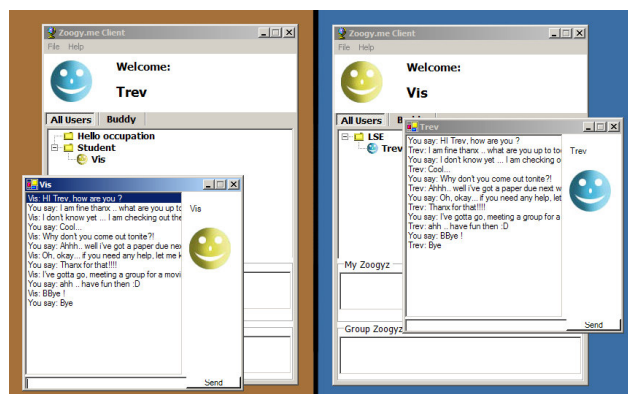 Zoogy.me Client
File Help
Welcome:
Trev
All Users Buddy
Hello occupation
Student
Vis
Vis
Vis: HI Trev, how are you ?
You say: I am fine thanx .. what are you up to
Vis: I don't know yet ... I am checking out the
You say: Cool...
Vis: Why don't you come out tonite?!
You say: Ahhh.. well i've got a paper due nex
Vis: Oh, okay... if you need any help, let me k
You say: Thanx for that!!!!
Vis: I've gotta go, meeting a group for a movi
You say: ahh .. have fun then :D
Vis: BBye !
You say: Bye
Vis
Send
Zoogy.me Client
File Help
Welcome:
Vis
All Users
LSE
Trev
My Zoogyz
Group Zoogyz
Trev
You say: HI Trev, how are you ?
Trev: I am fine thanx .. what are you up to too
You say: I don't know yet ... I am checking o
Trev: Cool...
You say: Why don't you come out tonite?!
Trev: Ahhh.. well i've got a paper due next w
You say: Oh, okay... if you need any help, let
Trev: Thanx for that!!!!
You say: I've gotta go, meeting a group for a
Trev: ahh .. have fun then :D
You say: BBye !
Trev: Bye
Trev
Send